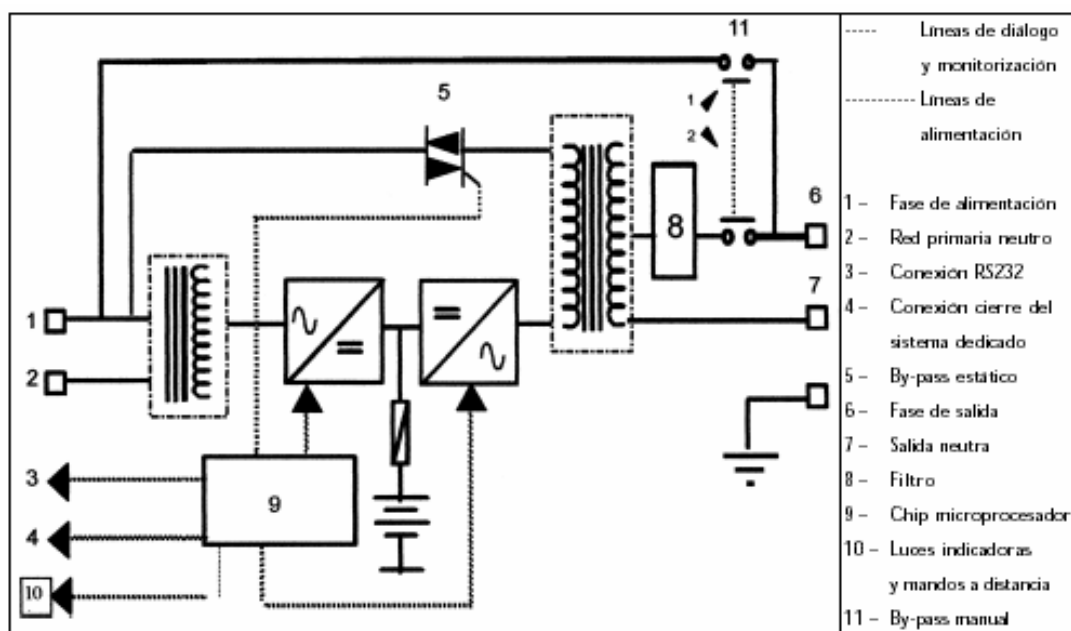 11
5
1
2
8
6
7
1
2
9
3
4
10
Líneas de diálogo
y monitorización
Líneas de
alimentación
1 – Fase de alimentación
2 – Red primaria neutro
3 – Conexión RS232
4 – Conexión cierre del
sistema dedicado
5 – By-pass estático
6 – Fase de salida
7 – Salida neutra
8 – Filtro
9 – Chip microprocesador
10 – Luces indicadoras
y mandos a distancia
11 – By-pass manual